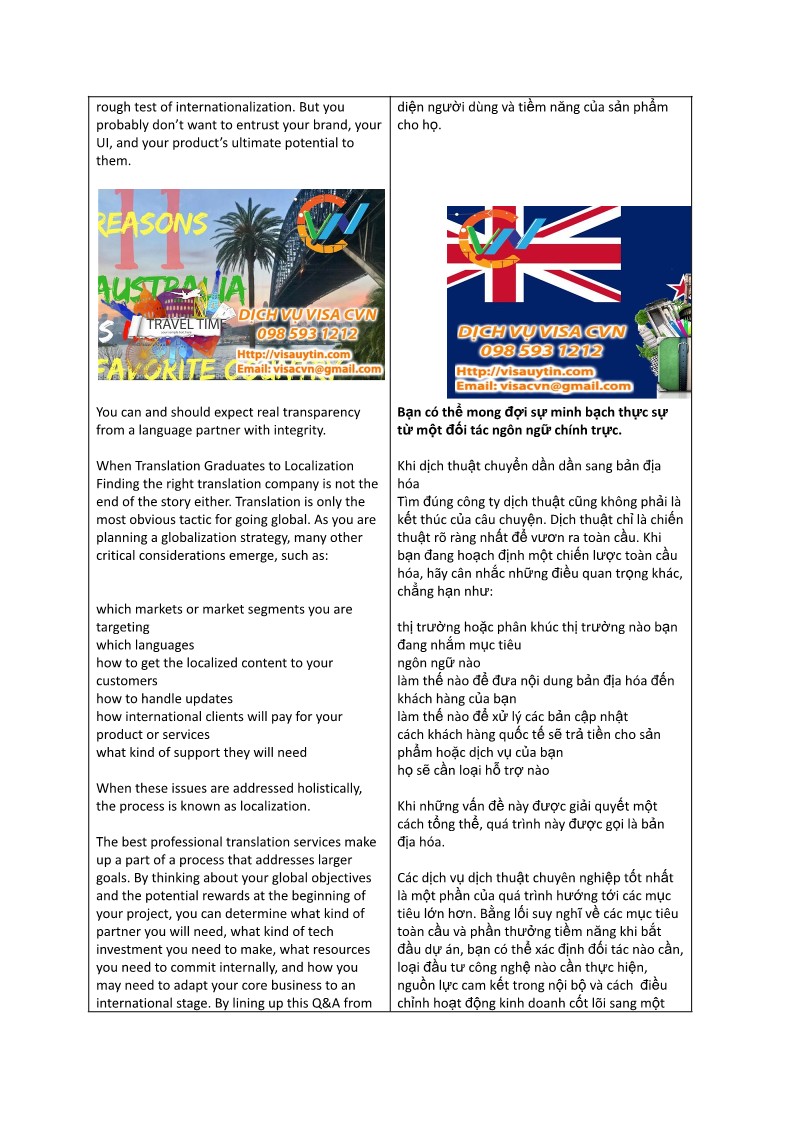 rough test of internationalization. But you
probably don’t want to entrust your brand, your
UI, and your product’s ultimate potential to
them.
11
REASONS
AUSTRALIA
S
TRAVEL TIME
FAVORITE COUNTRY
CVN
DỊCH VỤ VISA CVN
098 593 1212
Http://visauytin.com
Email: visacvn@gmail.com
You can and should expect real transparency
from a language partner with integrity.
When Translation Graduates to Localization
Finding the right translation company is not the
end of the story either. Translation is only the
most obvious tactic for going global. As you are
planning a globalization strategy, many other
critical considerations emerge, such as:
which markets or market segments you are
targeting
which languages
how to get the localized content to your
customers
how to handle updates
how international clients will pay for your
product or services
what kind of support they will need
When these issues are addressed holistically,
the process is known as localization.
The best professional translation services make
up a part of a process that addresses larger
goals. By thinking about your global objectives
and the potential rewards at the beginning of
your project, you can determine what kind of
partner you will need, what kind of tech
investment you need to make, what resources
you need to commit internally, and how you
may need to adapt your core business to an
international stage. By lining up this Q&A from
diện người dùng và tiềm năng của sản phẩm
cho họ.
CVN
DỊCH VỤ VISA CVN
098 593 1212
Http://visauytin.com
Email: visacvn@gmail.com
Bạn có thể mong đợi sự minh bạch thực sự
từ một đối tác ngôn ngữ chính trực.
Khi dịch thuật chuyển dần dần sang bản địa
hóa
Tìm đúng công ty dịch thuật cũng không phải là
kết thúc của câu chuyện. Dịch thuật chỉ là chiến
thuật rõ ràng nhất để vươn ra toàn cầu. Khi
bạn đang hoạch định một chiến lược toàn cầu
hóa, hãy cân nhắc những điều quan trọng khác,
chẳng hạn như:
thị trường hoặc phân khúc thị trường nào bạn
đang nhắm mục tiêu
ngôn ngữ nào
làm thế nào để đưa nội dung bản địa hóa đến
khách hàng của bạn
làm thế nào để xử lý các bản cập nhật
cách khách hàng quốc tế sẽ trả tiền cho sản
phẩm hoặc dịch vụ của bạn
họ sẽ cần loại hỗ trợ nào
Khi những vấn đề này được giải quyết một
cách tổng thể, quá trình này được gọi là bản
địa hóa.
Các dịch vụ dịch thuật chuyên nghiệp tốt nhất
là một phần của quá trình hướng tới các mục
tiêu lớn hơn. Bằng lối suy nghĩ về các mục tiêu
toàn cầu và phần thưởng tiềm năng khi bắt
đầu dự án, bạn có thể xác định đối tác nào cần,
loại đầu tư công nghệ nào cần thực hiện,
nguồn lực cam kết trong nội bộ và cách  điều
chỉnh hoạt động kinh doanh cốt lõi sang một